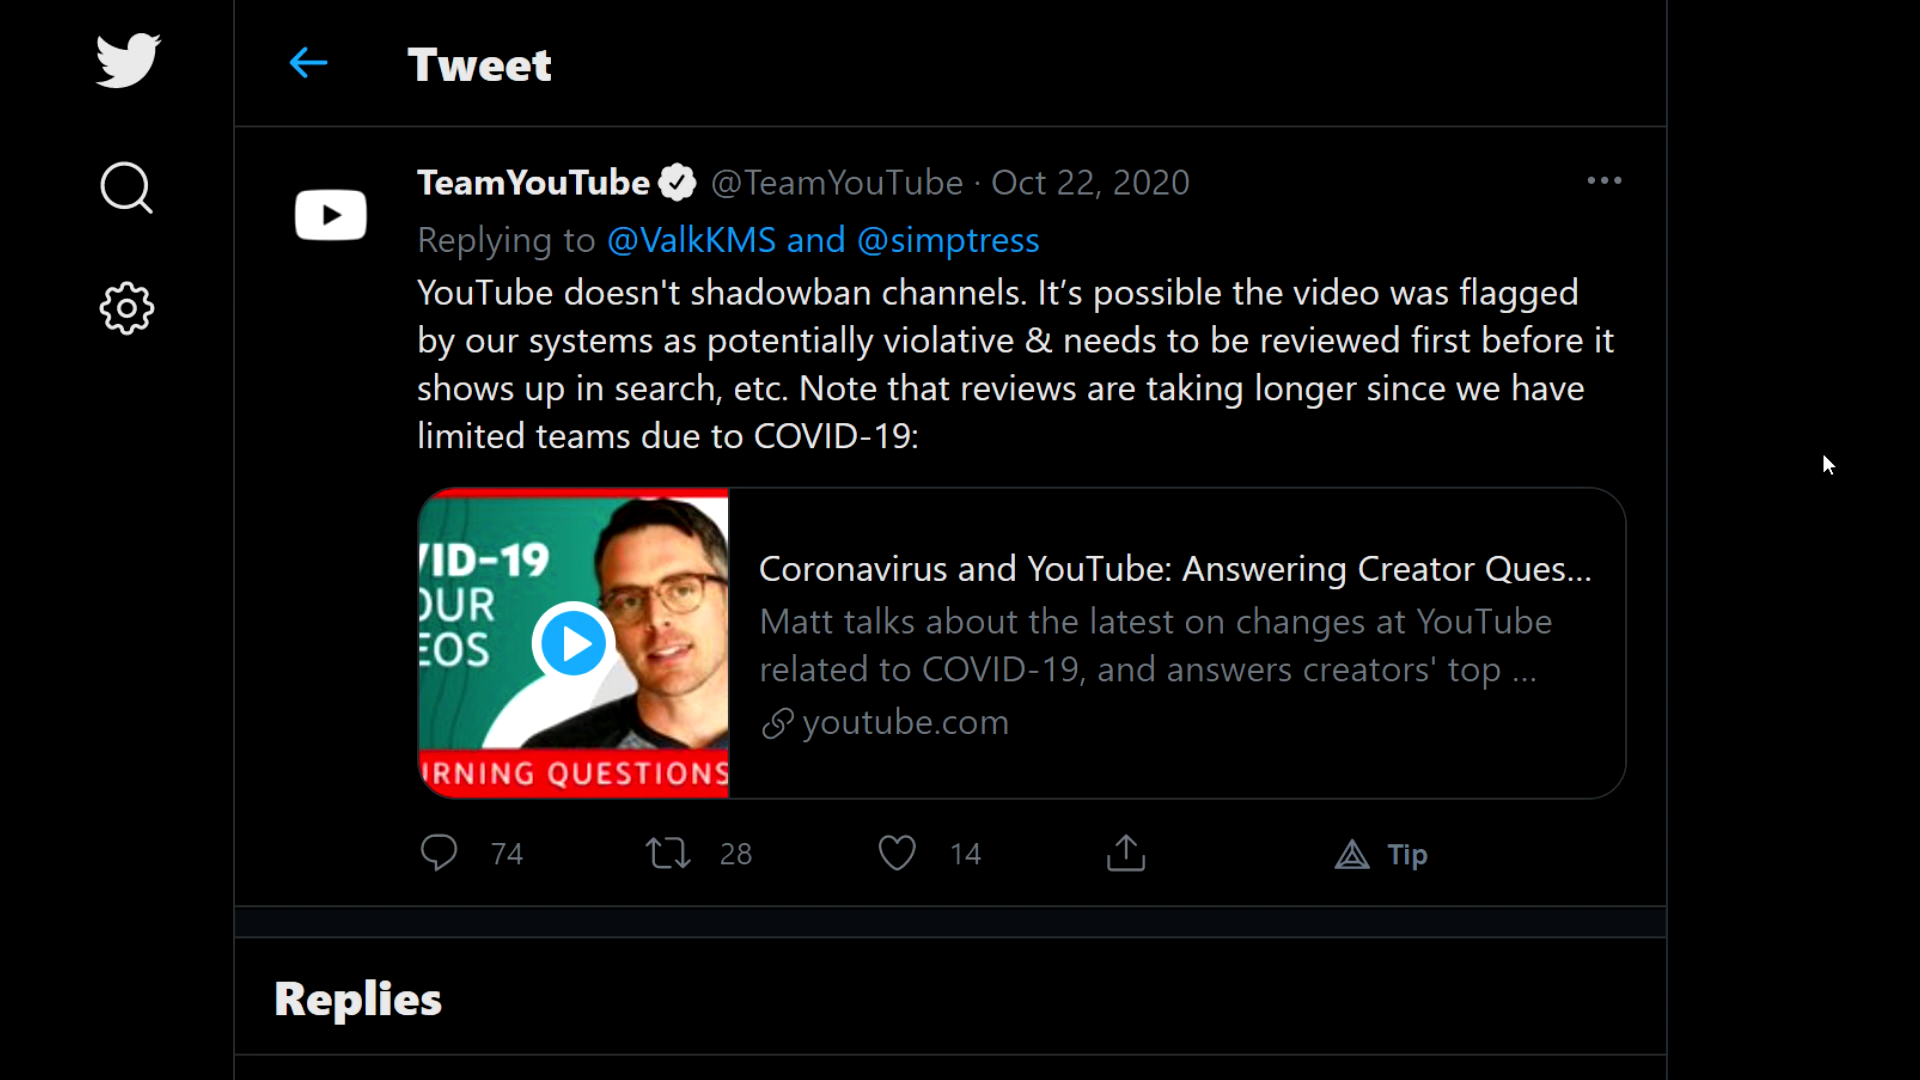 Tweet
TeamYouTube @TeamYouTube · Oct 22, 2020
Replying to @ValkKMS and @simptress
YouTube doesn't shadowban channels. It’s possible the video was flagged
by our systems as potentially violative & needs to be reviewed first before it
shows up in search, etc. Note that reviews are taking longer since we have
limited teams due to COVID-19:
VID-19
OUR
EOS
URNING QUESTIONS
Coronavirus and YouTube: Answering Creator Ques...
Matt talks about the latest on changes at YouTube
related to COVID-19, and answers creators' top ...
youtube.com
74 28 14 Tip
Replies